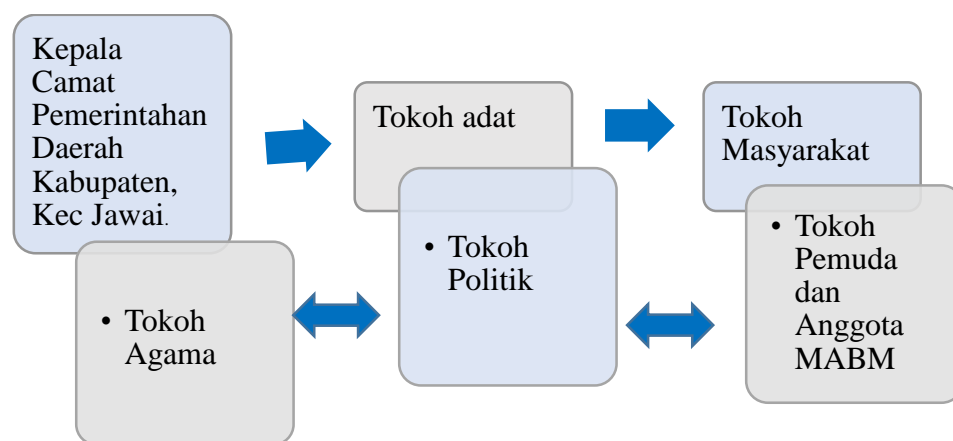 Kepala
Camat
Pemerintahan
Daerah
Kabupaten,
Kec Jawai.
• Tokoh
Agama
Tokoh adat
• Tokoh
Politik
Tokoh
Masyarakat
• Tokoh
Pemuda
dan
Anggota
MABM